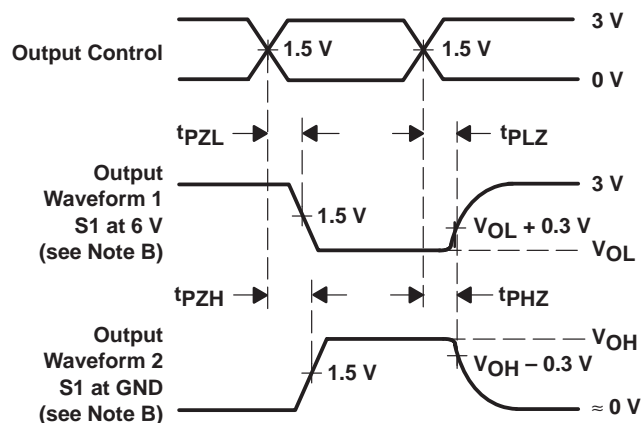 3 V
Output Control
1.5 V
1.5 V
0 V
tPZL
tPLZ
Output
Waveform 1
S1 at 6 V
(see Note B)
3 V
1.5 V
VOL + 0.3 V
VOL
tPZH
tPHZ
Output
Waveform 2
S1 at GND
(see Note B)
VOH
1.5 V
VOH – 0.3 V
≈ 0 V